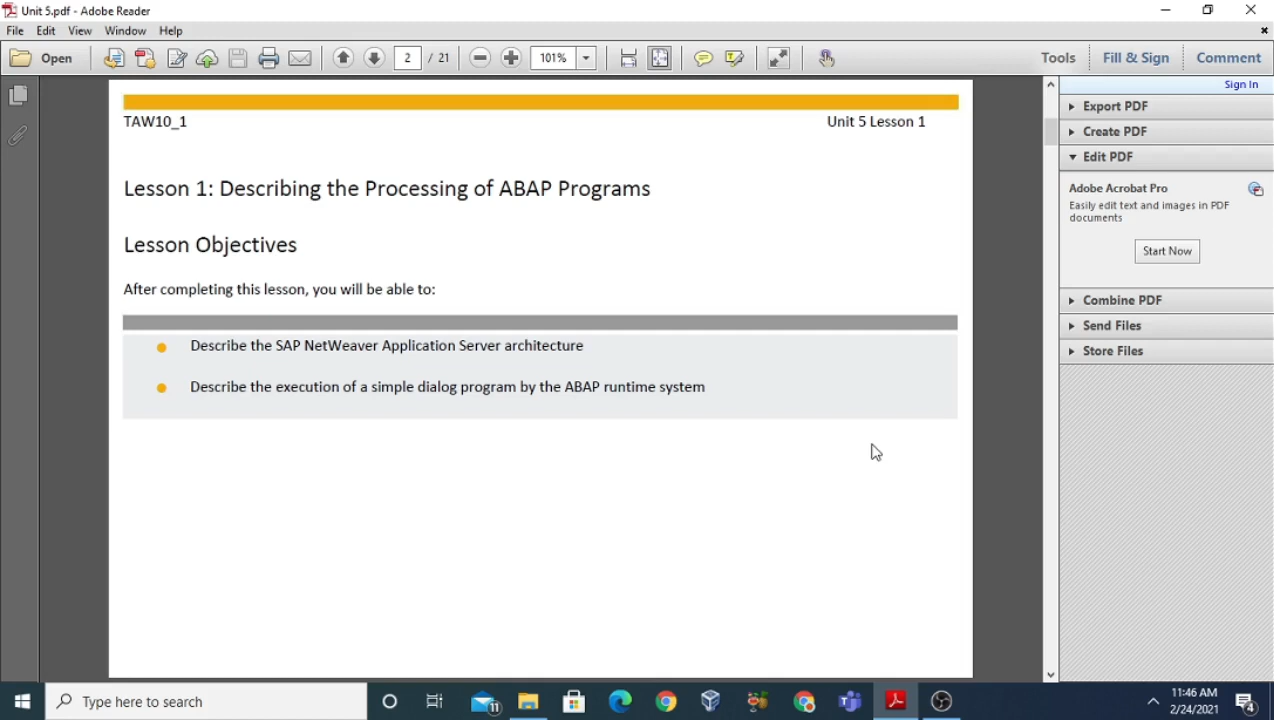 Unit 5.pdf - Adobe Reader
File Edit View Window Help
Open 2 / 21 101% Tools Fill & Sign Comment
Sign In
TAW10_1 Unit 5 Lesson 1
Lesson 1: Describing the Processing of ABAP Programs
Lesson Objectives
After completing this lesson, you will be able to:
Describe the SAP NetWeaver Application Server architecture
Describe the execution of a simple dialog program by the ABAP runtime system
Export PDF
Create PDF
Edit PDF
Adobe Acrobat Pro
Easily edit text and images in PDF
documents
Start Now
Combine PDF
Send Files
Store Files
Type here to search
11
11:46 AM
2/24/2021
4